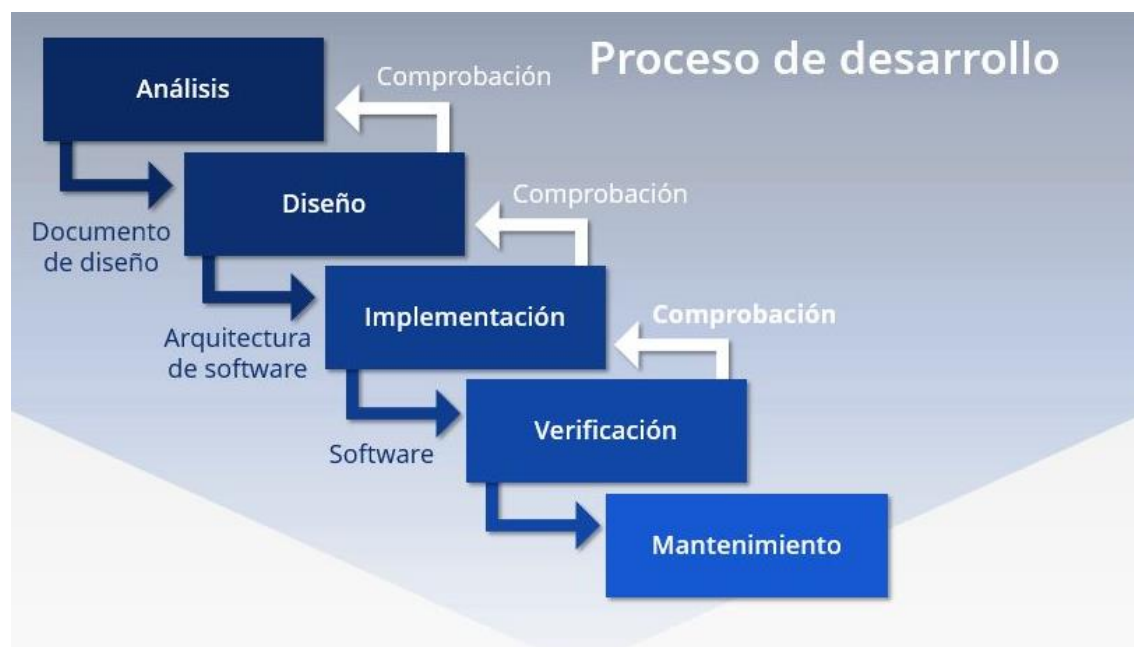 Proceso de desarrollo
Análisis
Comprobación
Diseño
Comprobación
Documento
de diseño
Implementación
Comprobación
Arquitectura
de software
Verificación
Software
Mantenimiento